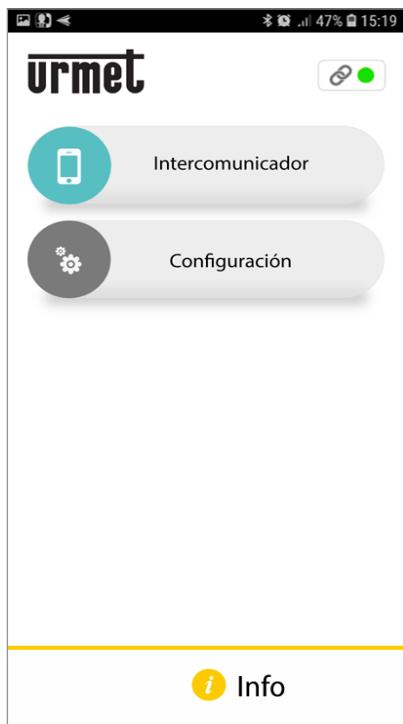 47% 15:19
urmet
Intercomunicador
Configuración
i Info